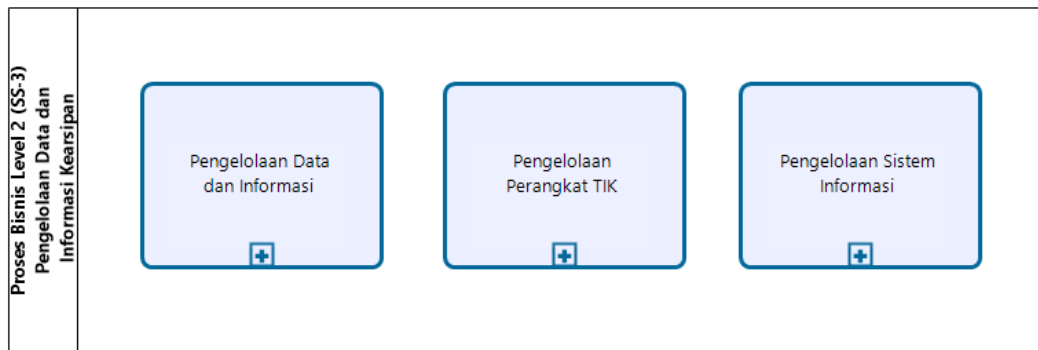 Proses Bisnis Level 2 (SS-3)
Pengelolaan Data dan
Informasi Kearsipan
Pengelolaan Data
dan Informasi
Pengelolaan
Perangkat TIK
Pengelolaan Sistem
Informasi